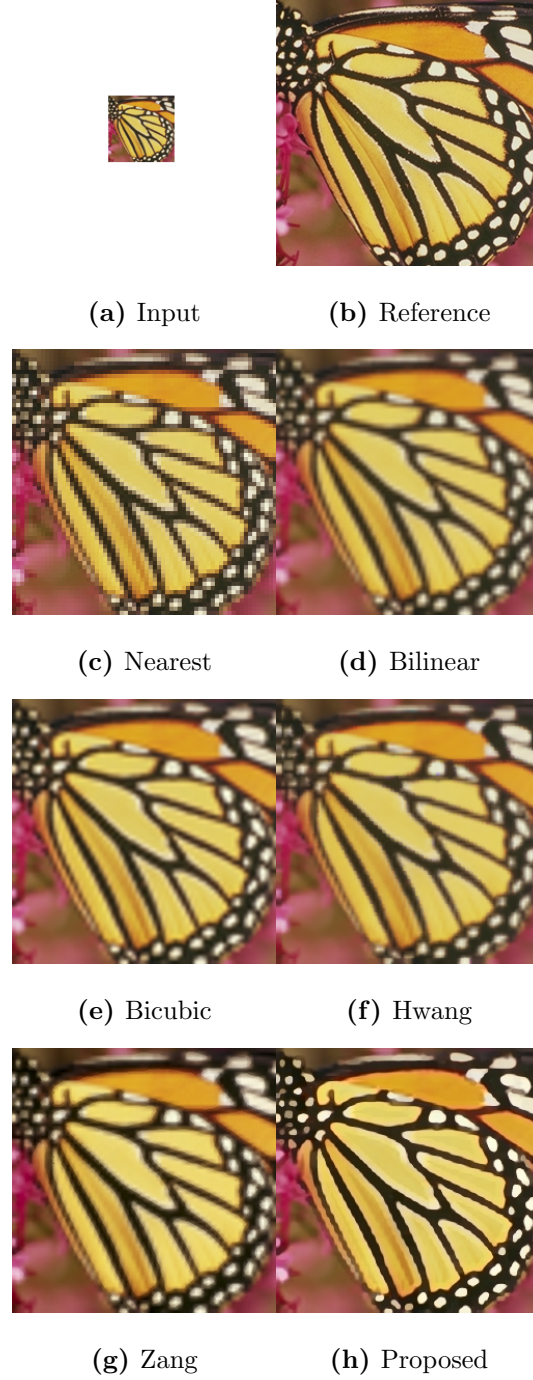 (a) Input
(b) Reference
(c) Nearest
(d) Bilinear
(e) Bicubic
(f) Hwang
(g) Zang
(h) Proposed